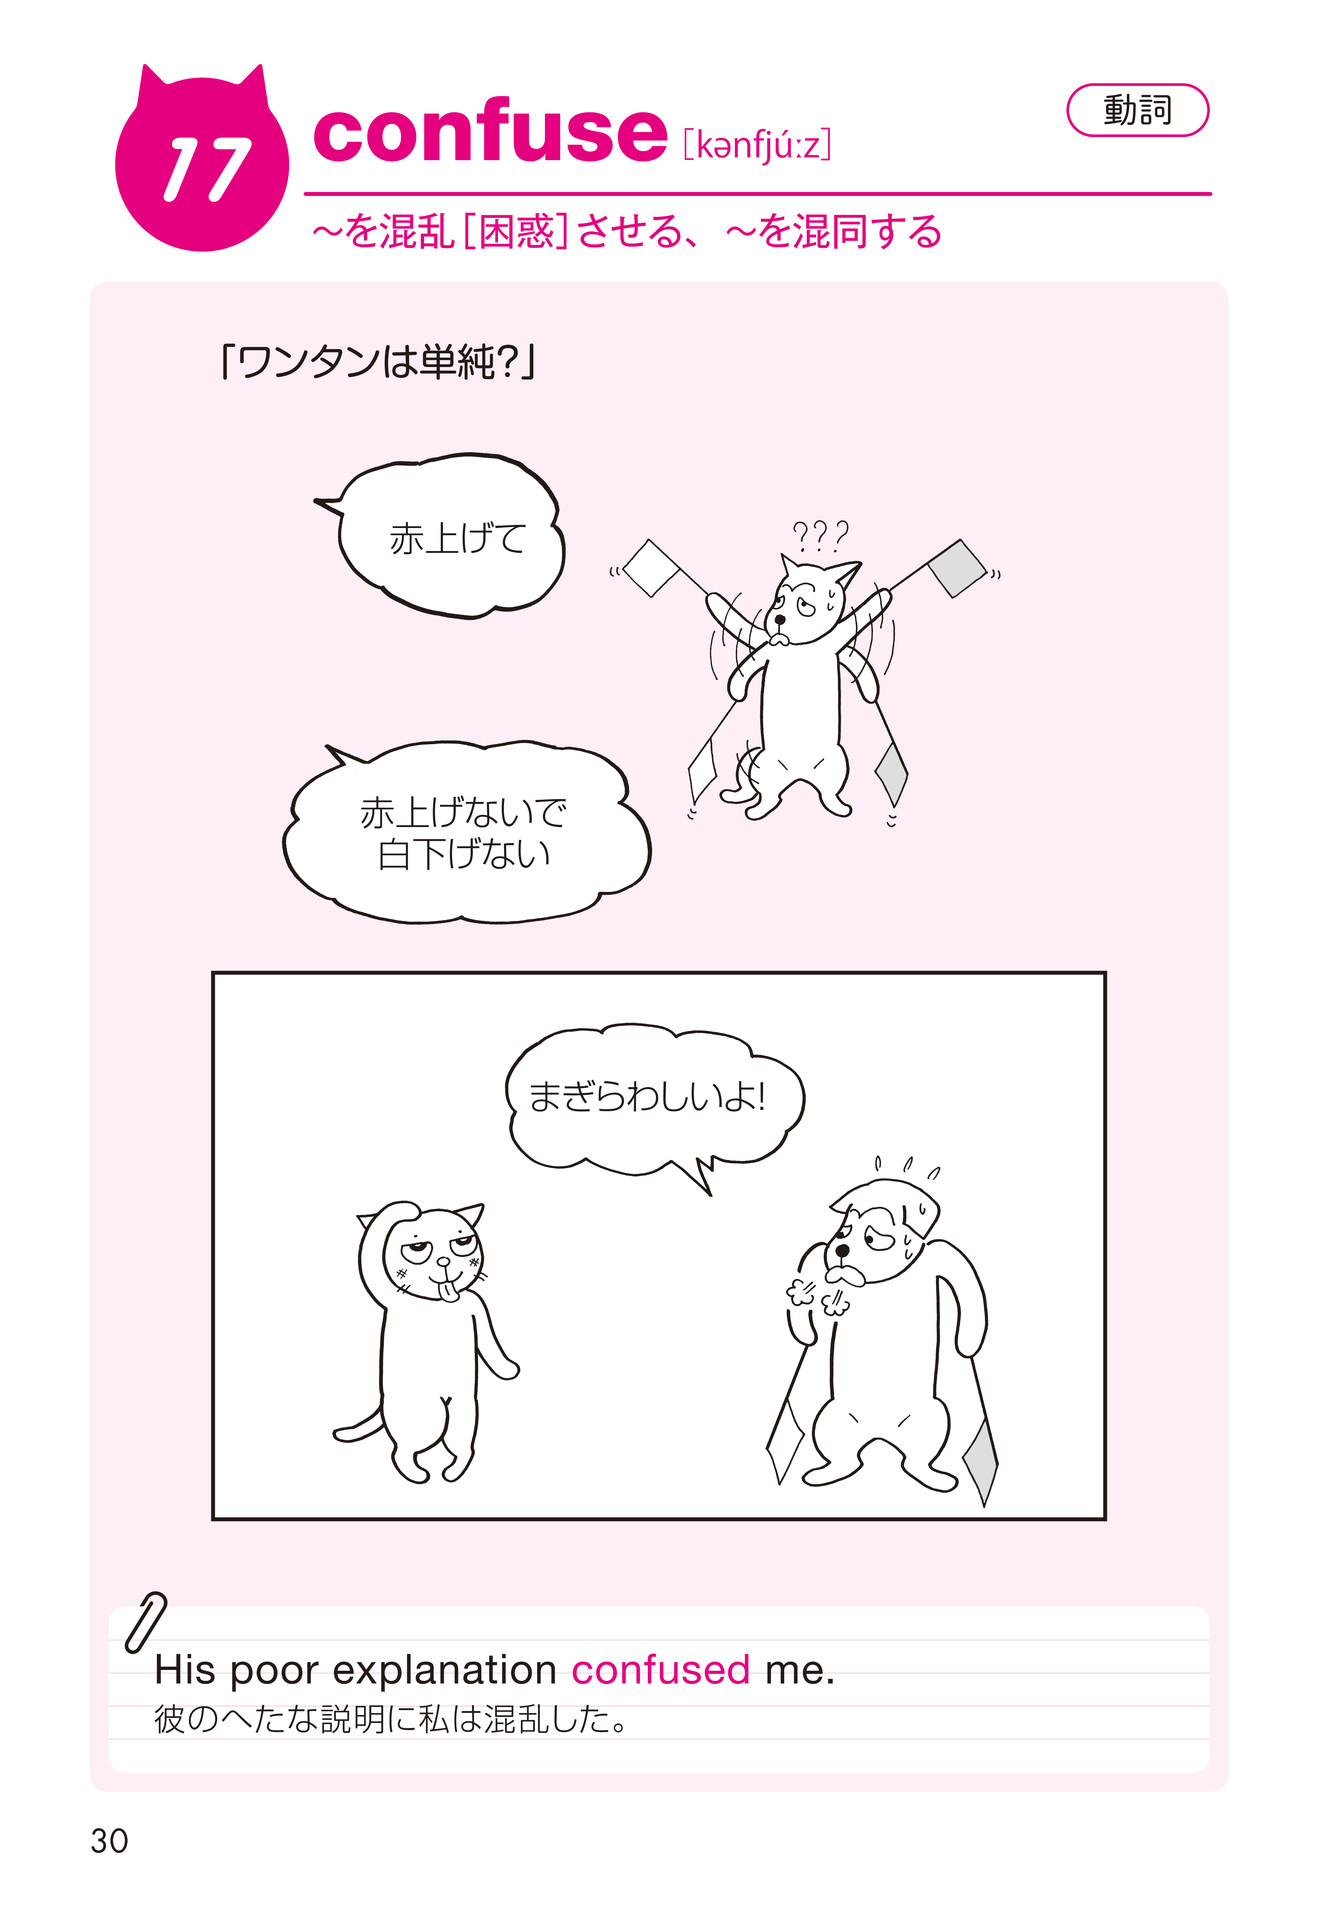 17
confuse [kənfjúːz]
動詞
～を混乱[困惑]させる、～を混同する
「ワンタンは単純?」
赤上げて
???
赤上げないで
白下げない
まぎらわしいよ!
His poor explanation confused me.
彼のへたな説明に私は混乱した。
30